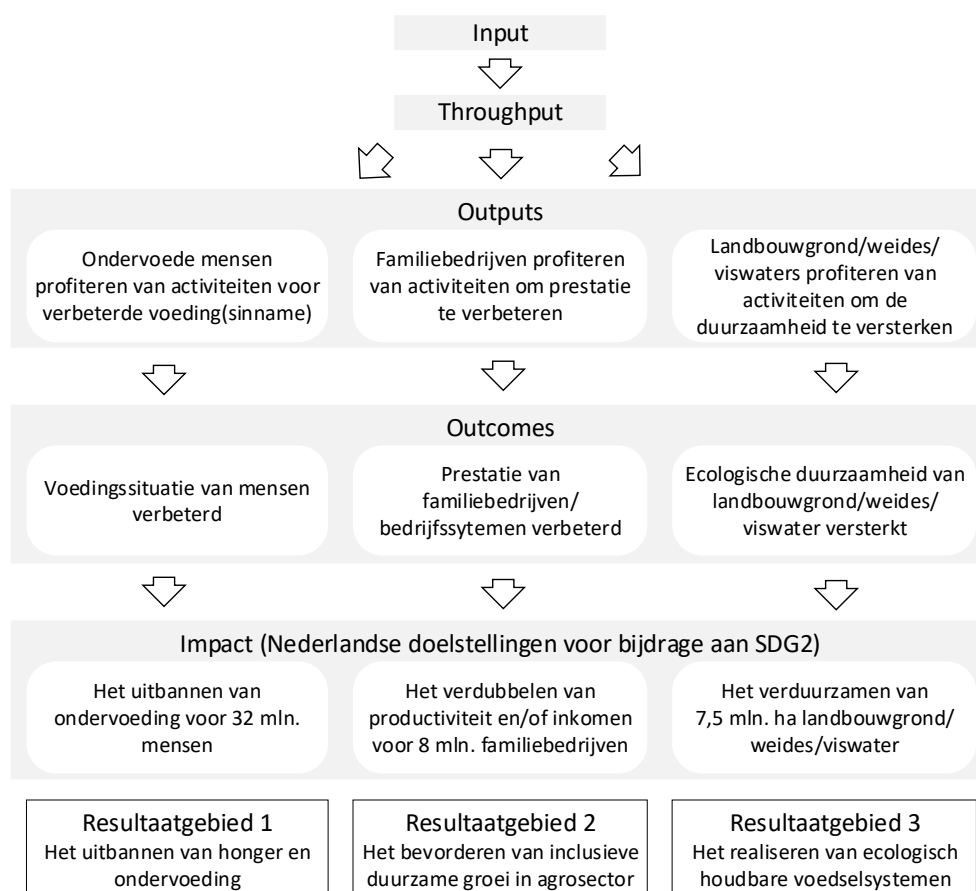 Input
Throughput
Outputs
Ondervoede mensen
profiteren van activiteiten voor
verbeterde voeding(sinname)
Familiebedrijven profiteren
van activiteiten om prestatie
te verbeteren
Landbouwgrond/weides/
viswaters profiteren van
activiteiten om de
duurzaamheid te versterken
Outcomes
Voedingssituatie van mensen
verbeterd
Prestatie van
familiebedrijven/
bedrijfssytemen verbeterd
Ecologische duurzaamheid van
landbouwgrond/weides/
viswater versterkt
Impact (Nederlandse doelstellingen voor bijdrage aan SDG2)
Het uitbannen van
ondervoeding voor 32 mln.
mensen
Het verdubbelen van
productiviteit en/of inkomen
voor 8 mln. familiebedrijven
Het verduurzamen van
7,5 mln. ha landbouwgrond/
weides/viswater
Resultaatgebied 1
Het uitbannen van honger en
ondervoeding
Resultaatgebied 2
Het bevorderen van inclusieve
duurzame groei in agrosector
Resultaatgebied 3
Het realiseren van ecologisch
houdbare voedselsystemen